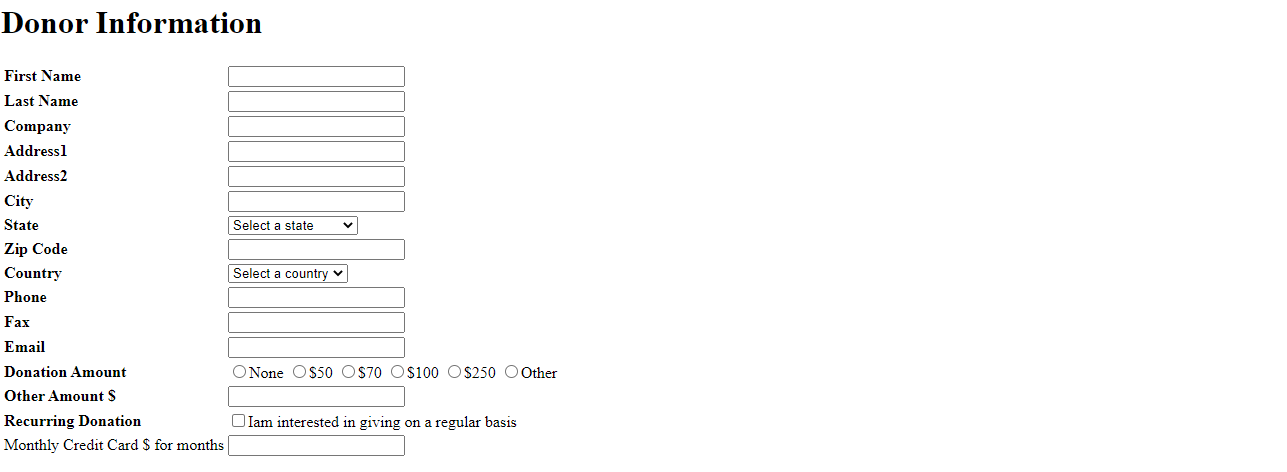 Donor Information
First Name
Last Name
Company
Address1
Address2
City
State Select a state
Zip Code
Country Select a country
Phone
Fax
Email
Donation Amount None $50 $70 $100 $250 Other
Other Amount $
Recurring Donation Iam interested in giving on a regular basis
Monthly Credit Card $ for months